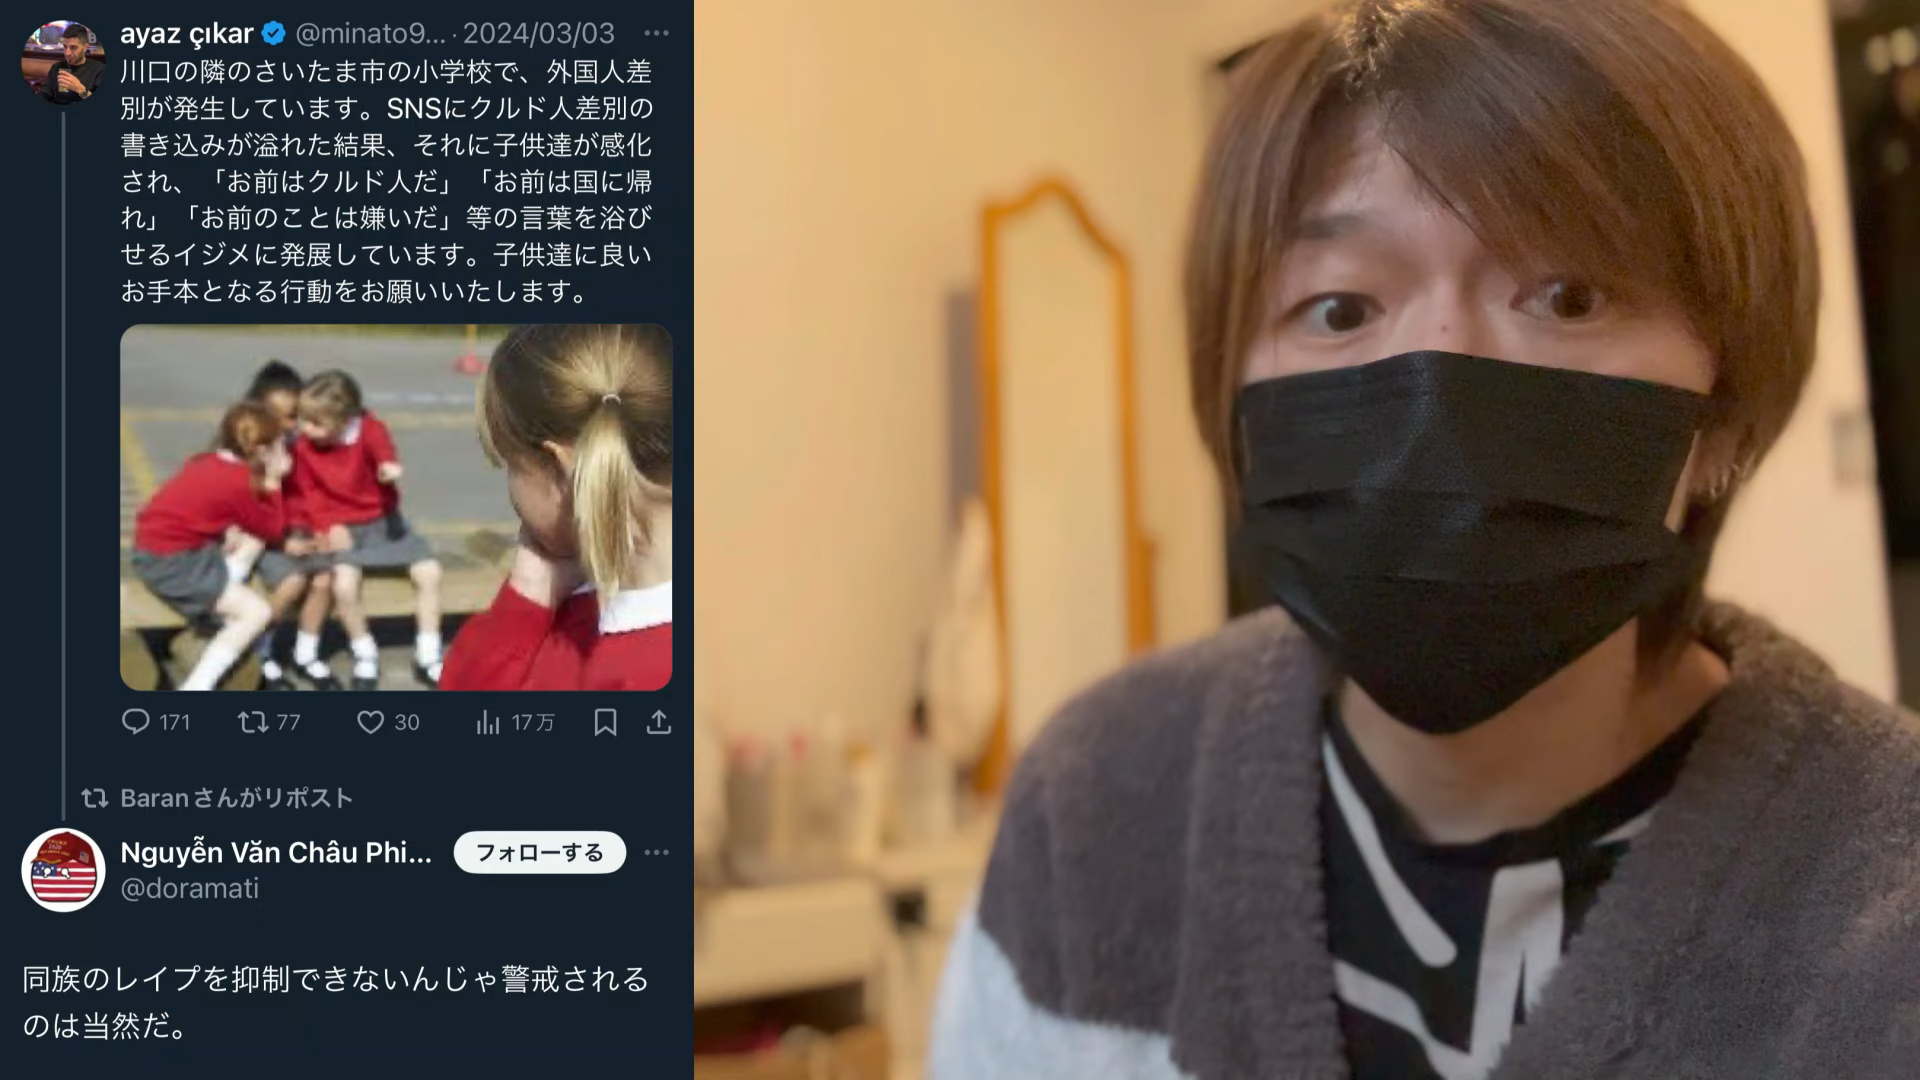 ayaz çıkar @minato9... · 2024/03/03
川口の隣のさいたま市の小学校で、外国人差
別が発生しています。SNSにクルド人差別の
書き込みが溢れた結果、それに子供達が感化
され、「お前はクルド人だ」「お前は国に帰
れ」「お前のことは嫌いだ」等の言葉を浴び
せるイジメに発展しています。子供達に良い
お手本となる行動をお願いいたします。
171 77 30 17万
Baranさんがリポスト
Nguyễn Văn Châu Phi... フォローする
@doramati
同族のレイプを抑制できないんじゃ警戒される
のは当然だ。